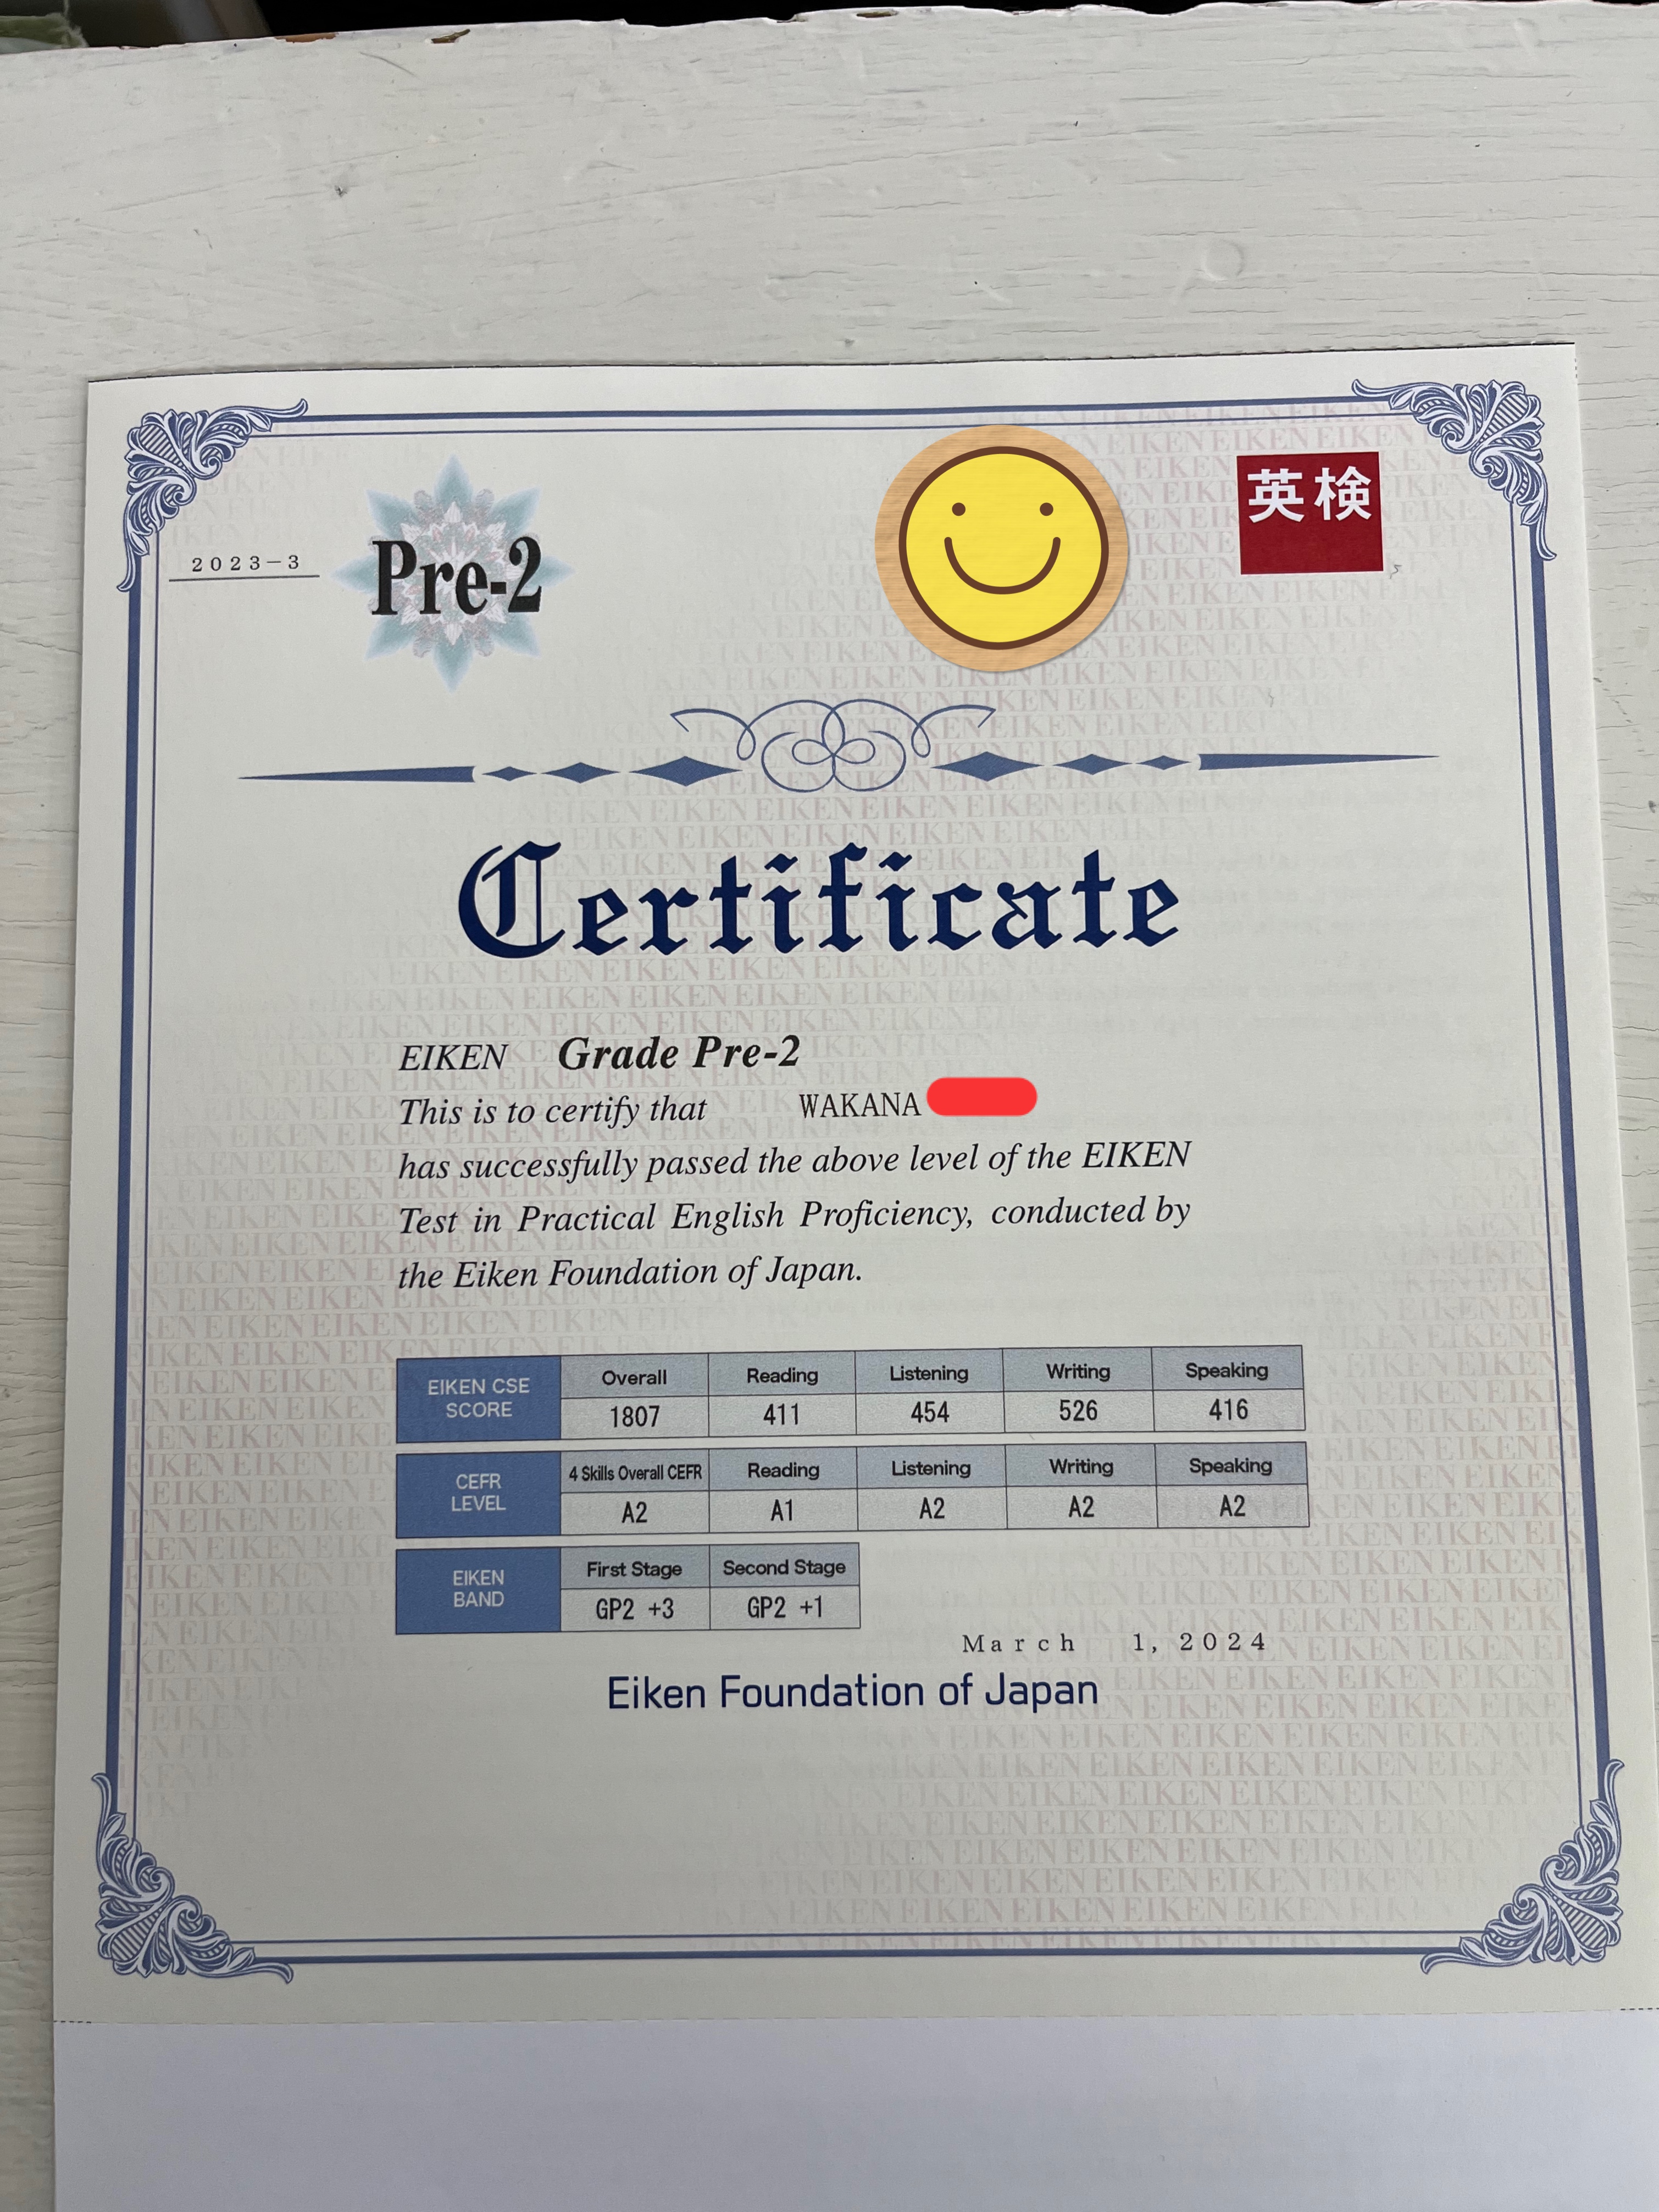 2023-3
Pre-2
英検
Certificate
EIKEN Grade Pre-2
This is to certify that WAKANA
has successfully passed the above level of the EIKEN
Test in Practical English Proficiency, conducted by
the Eiken Foundation of Japan.
EIKEN CSE SCORE
Overall Reading Listening Writing Speaking
1807 411 454 526 416
CEFR LEVEL
4 Skills Overall CEFR Reading Listening Writing Speaking
A2 A1 A2 A2 A2
EIKEN BAND
First Stage Second Stage
GP2 +3 GP2 +1
March 1, 2024
Eiken Foundation of Japan